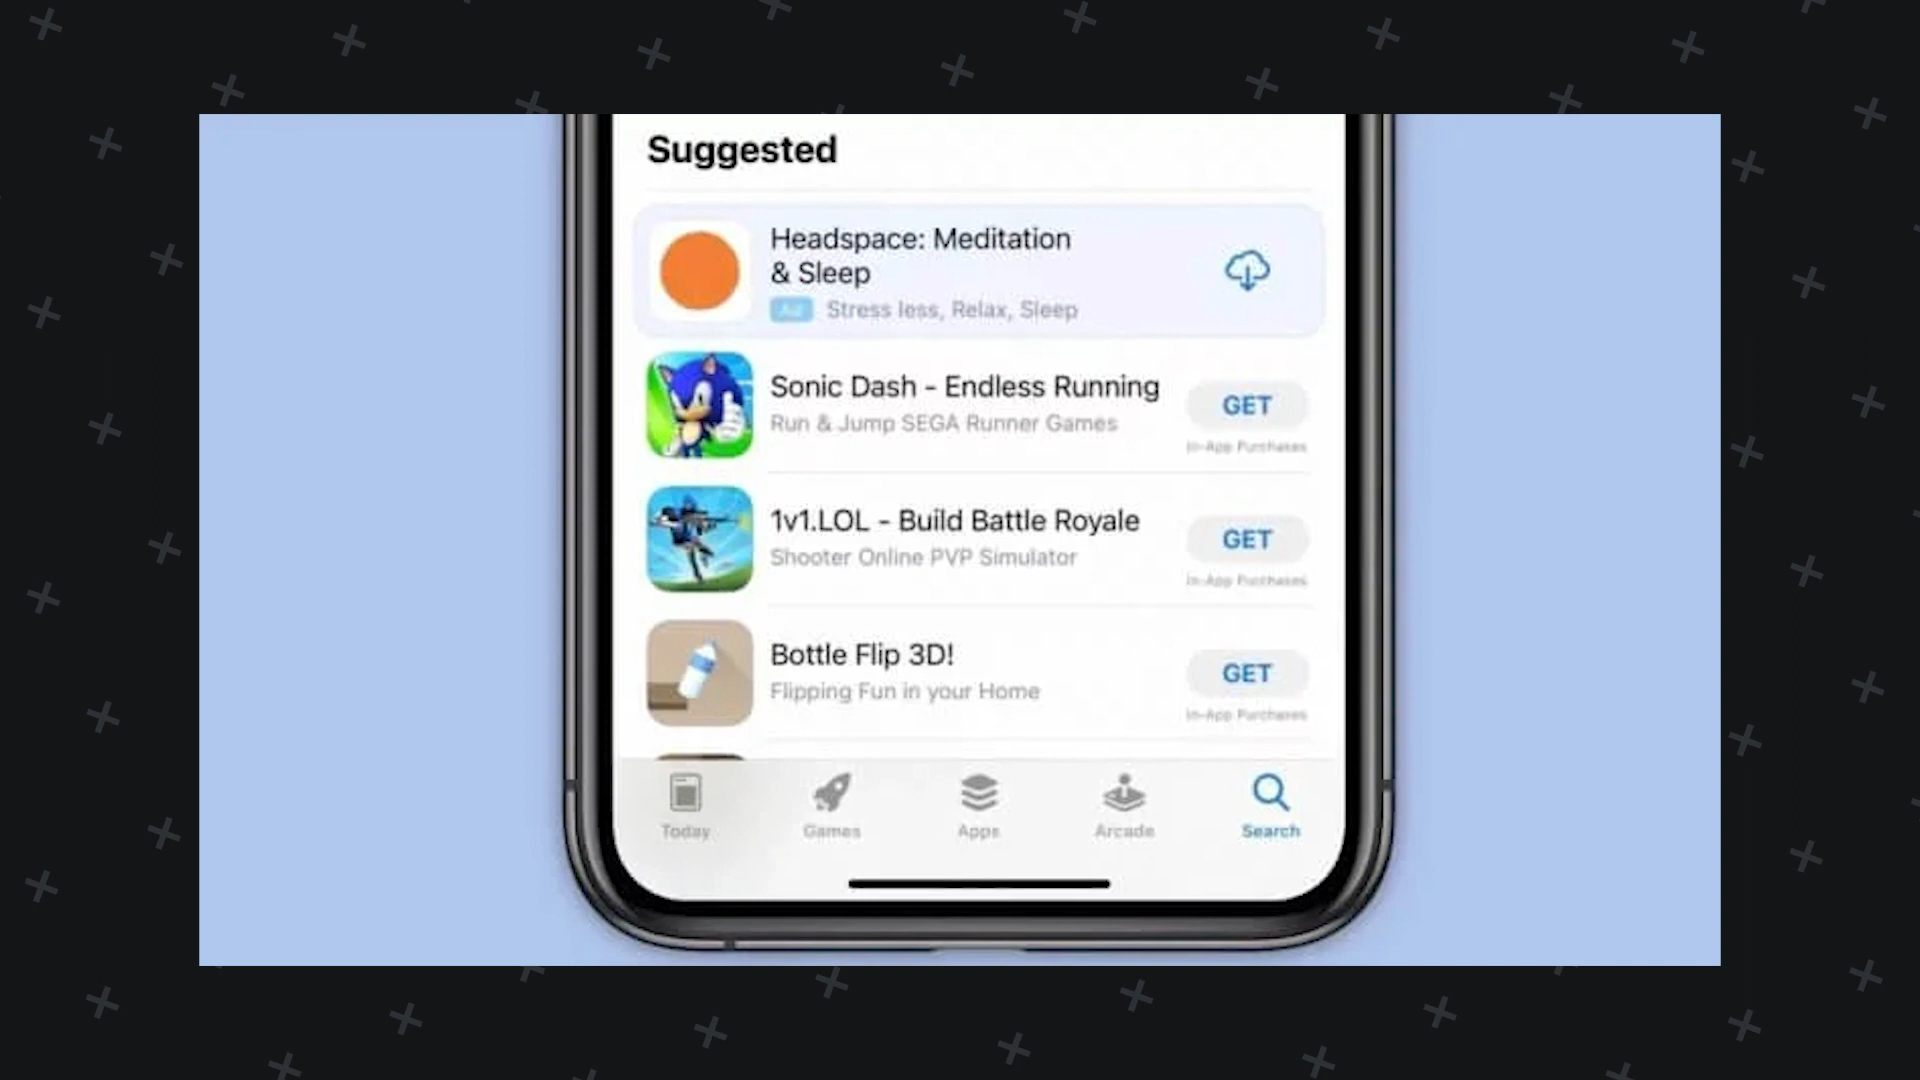 Suggested
Headspace: Meditation
& Sleep
Ad Stress less, Relax, Sleep
Sonic Dash - Endless Running
Run & Jump SEGA Runner Games
GET
In-App Purchases
1v1.LOL - Build Battle Royale
Shooter Online PVP Simulator
GET
In-App Purchases
Bottle Flip 3D!
Flipping Fun in your Home
GET
In-App Purchases
Today
Games
Apps
Arcade
Search